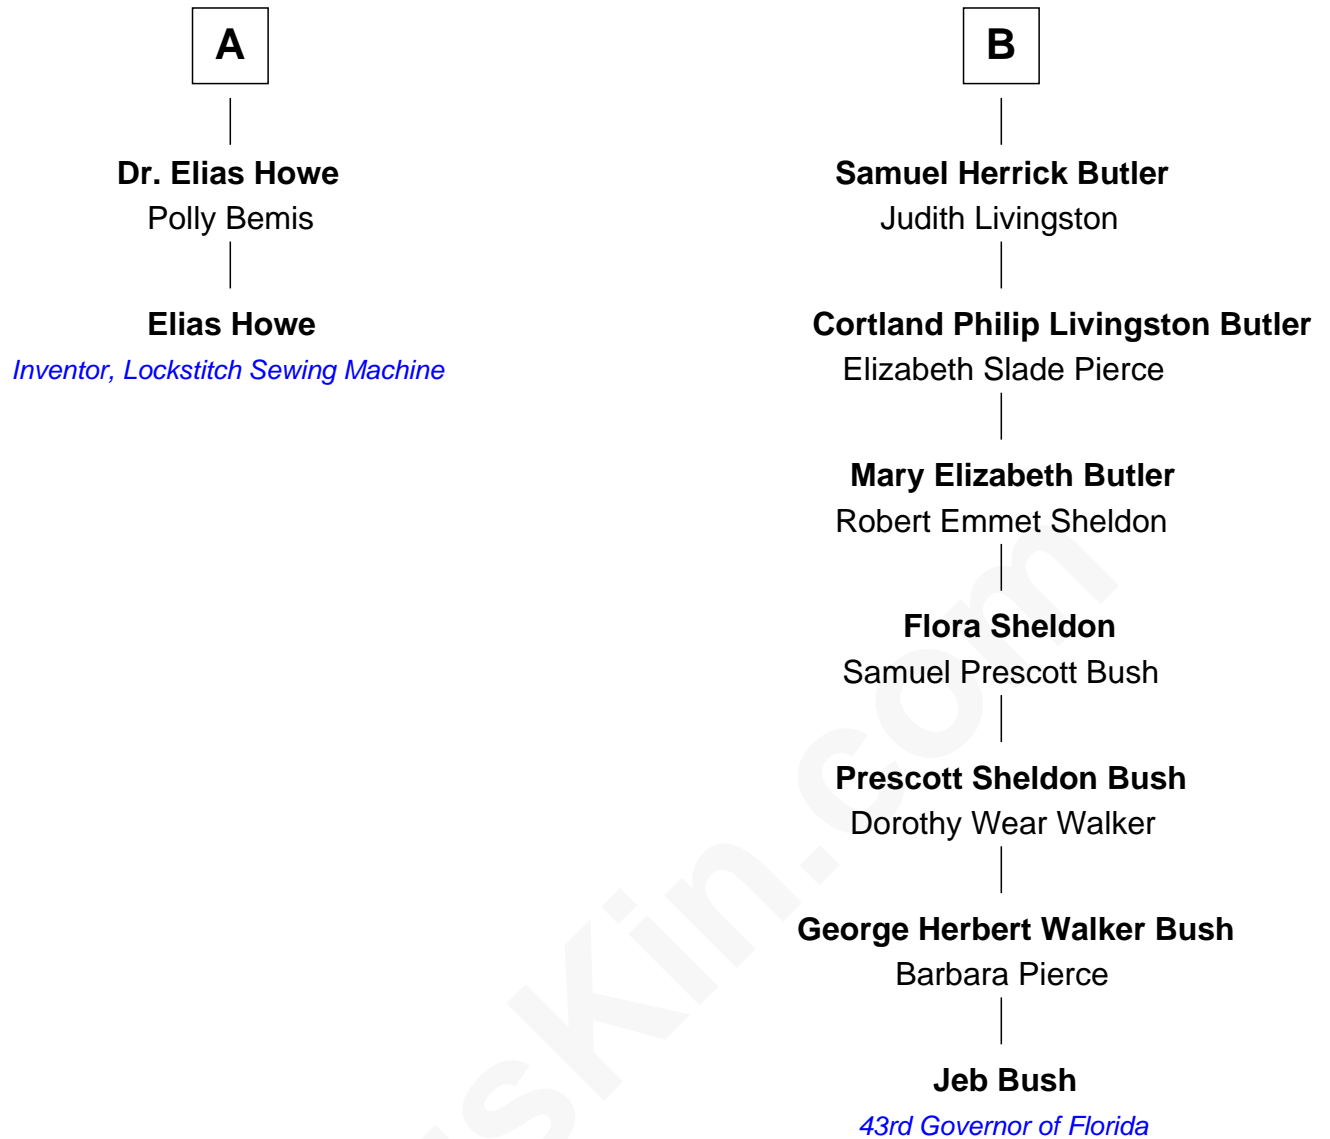 A
Dr. Elias Howe
Polly Bemis
Elias Howe
Inventor, Lockstitch Sewing Machine
B
Samuel Herrick Butler
Judith Livingston
Cortland Philip Livingston Butler
Elizabeth Slade Pierce
Mary Elizabeth Butler
Robert Emmet Sheldon
Flora Sheldon
Samuel Prescott Bush
Prescott Sheldon Bush
Dorothy Wear Walker
George Herbert Walker Bush
Barbara Pierce
Jeb Bush
43rd Governor of Florida
sKin.com